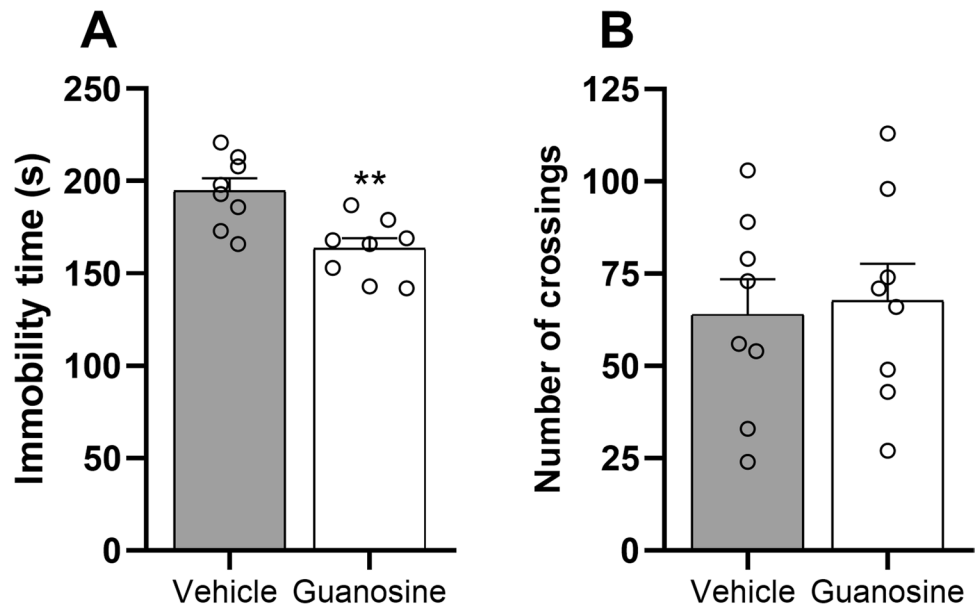 A
Immobility time (s)
250
200
150
100
50
0
**
Vehicle Guanosine
B
Number of crossings
125
100
75
50
25
0
Vehicle Guanosine